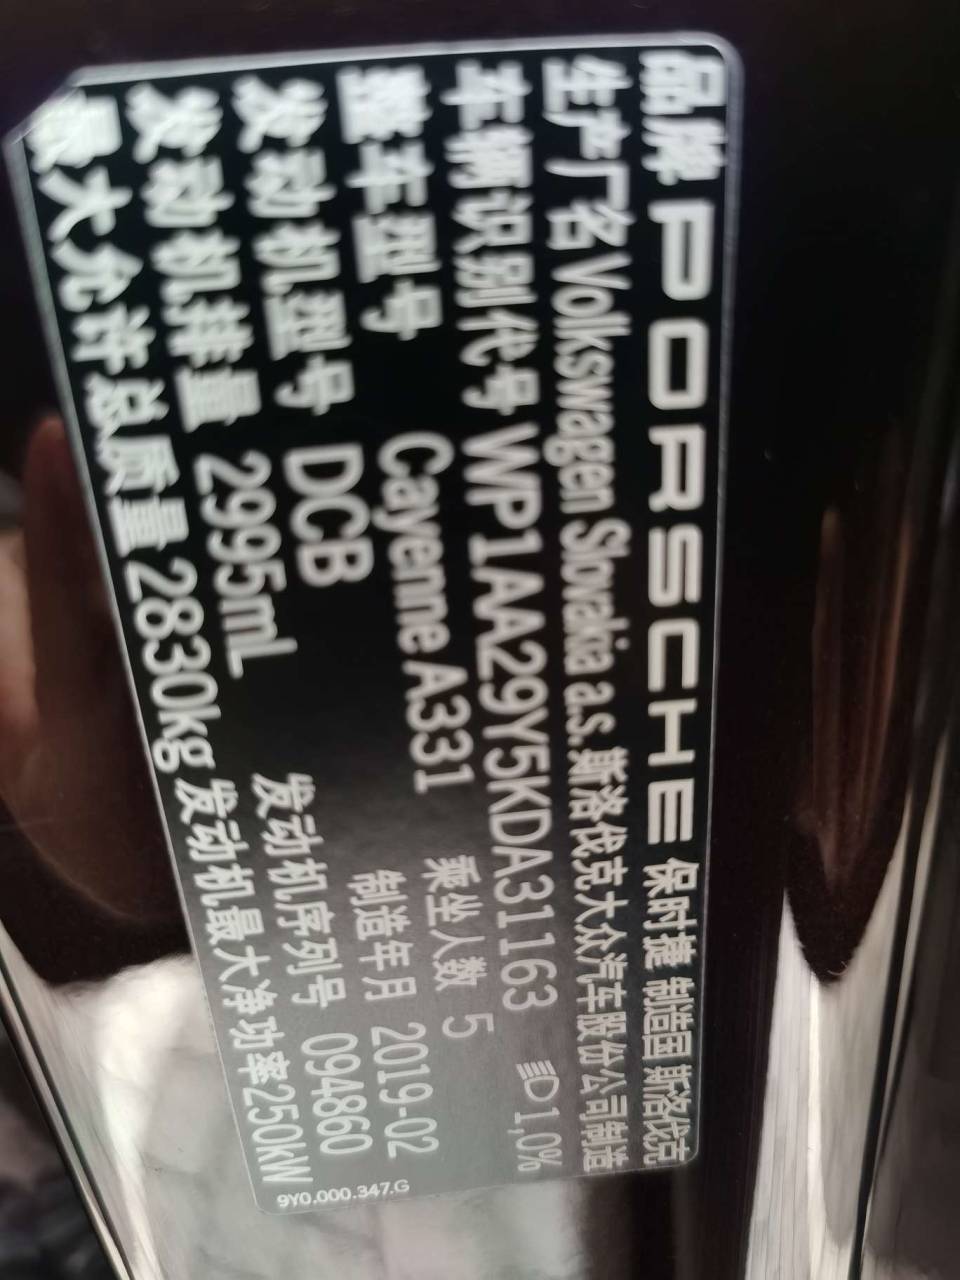 品牌 PORSCHE 保时捷 制造国 斯洛伐克
生产厂名 Volkswagen Slovakia a.s.斯洛伐克大众汽车股份公司制造
车辆识别代号 WP1AA29Y5KDA31163 1,0%
整车型号 Cayenne A331 乘坐人数 5
发动机型号 DCB 制造年月 2019-02
发动机排量 2995mL 发动机序列号 094860
最大允许总质量 2830kg 发动机最大净功率250kW
9Y0.000.347.G